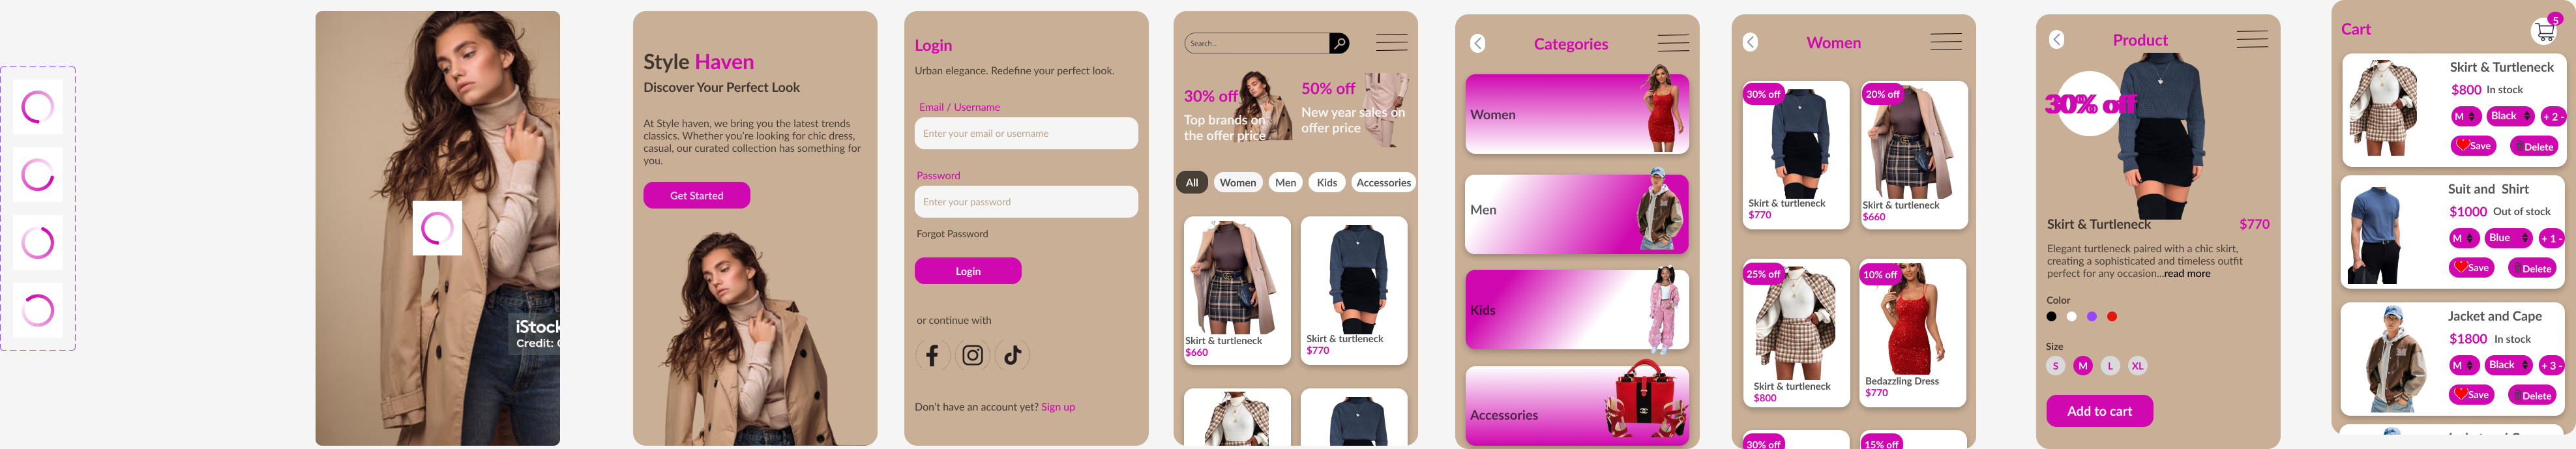 iStock
Credit: C
Style Haven
Discover Your Perfect Look
At Style haven, we bring you the latest trends
classics. Whether you're looking for chic dress,
casual, our curated collection has something for
you.
Get Started
Login
Urban elegance. Redefine your perfect look.
Email / Username
Enter your email or username
Password
Enter your password
Forgot Password
Login
or continue with
Don't have an account yet? Sign up
Search...
30% off
Top brands on
the offer price
50% off
New year sales on
offer price
All Women Men Kids Accessories
Skirt & turtleneck
$660
Skirt & turtleneck
$770
Categories
Women
Men
Kids
Accessories
Women
30% off
Skirt & turtleneck
$770
20% off
Skirt & turtleneck
$660
25% off
Skirt & turtleneck
$800
10% off
Bedazzling Dress
$770
30% off
15% off
Product
30% off
Skirt & Turtleneck $770
Elegant turtleneck paired with a chic skirt,
creating a sophisticated and timeless outfit
perfect for any occasion...read more
Color
Size
S M L XL
Add to cart
Cart
5
Skirt & Turtleneck
$800 In stock
M Black + 2 -
Save Delete
Suit and Shirt
$1000 Out of stock
M Blue + 1 -
Save Delete
Jacket and Cape
$1800 In stock
M Black + 3 -
Save Delete